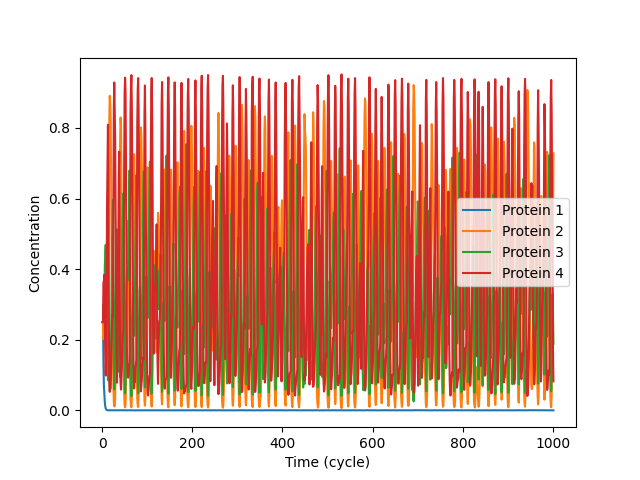 0.8
0.6
0.4
0.2
0.0
Concentration
0 200 400 600 800 1000
Time (cycle)
Protein 1
Protein 2
Protein 3
Protein 4